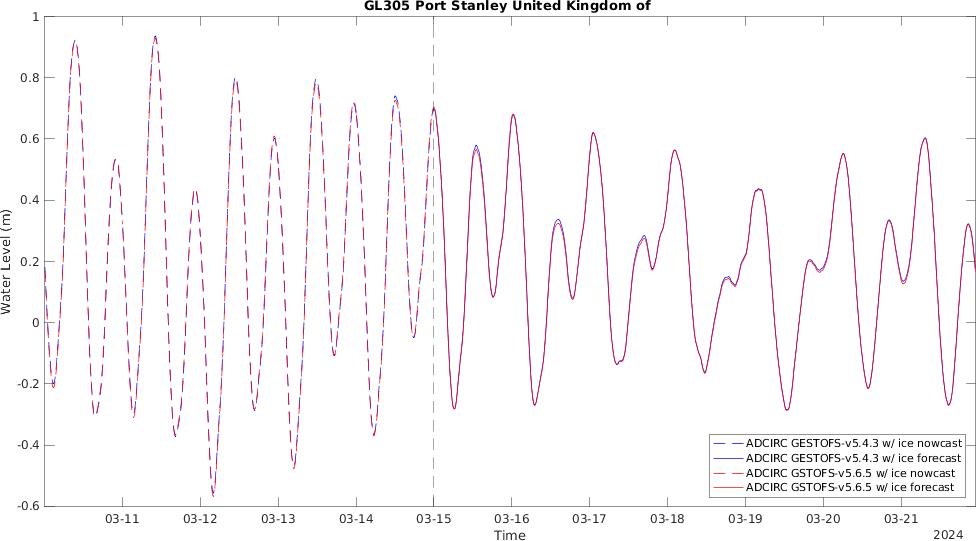 GL305 Port Stanley United Kingdom of
1
0.8
0.6
0.4
0.2
0
-0.2
-0.4
-0.6
Water Level (m)
03-11 03-12 03-13 03-14 03-15 03-16 03-17 03-18 03-19 03-20 03-21
Time
2024
ADCIRC GESTOFS-v5.4.3 w/ ice nowcast
ADCIRC GESTOFS-v5.4.3 w/ ice forecast
ADCIRC GSTOFS-v5.6.5 w/ ice nowcast
ADCIRC GSTOFS-v5.6.5 w/ ice forecast